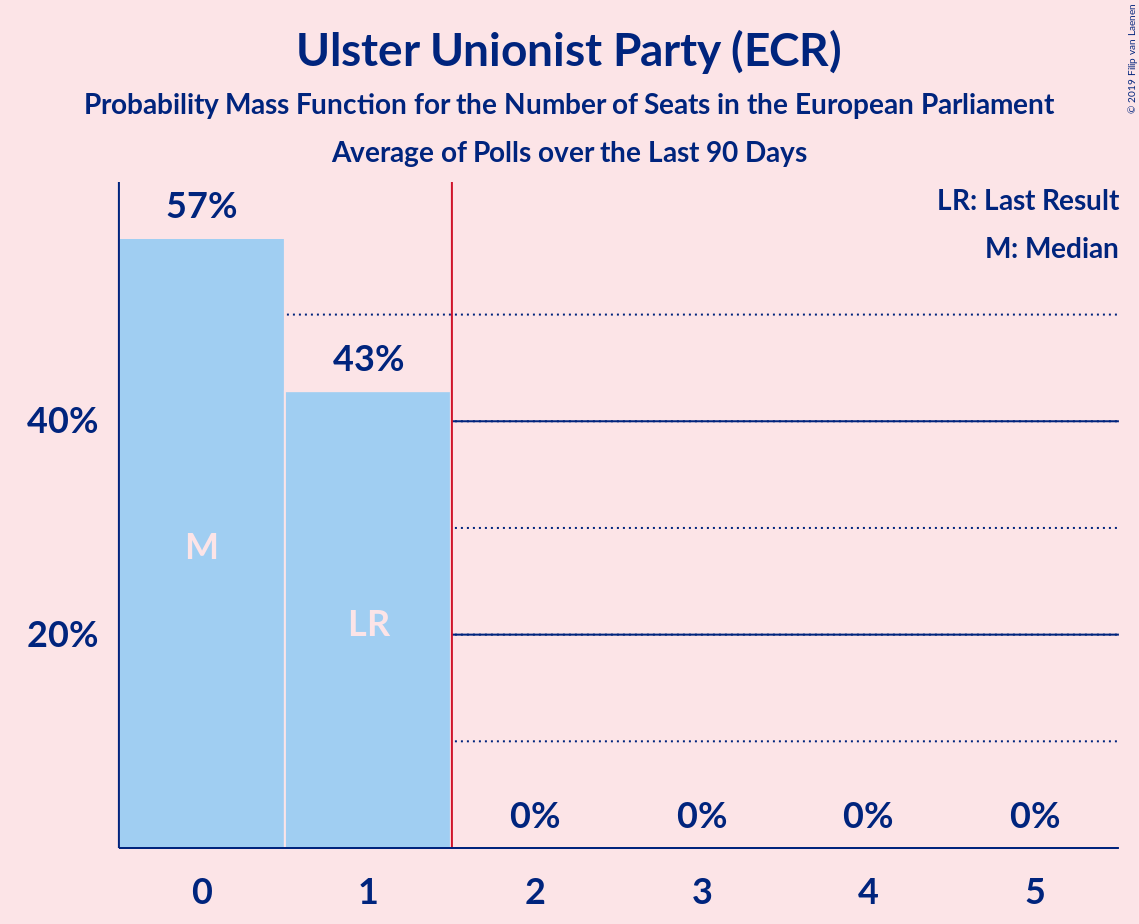 Ulster Unionist Party (ECR)
Probability Mass Function for the Number of Seats in the European Parliament
Average of Polls over the Last 90 Days
© 2019 Filip van Laenen
LR: Last Result
M: Median
57%
43%
40%
M
LR
20%
0% 0% 0% 0%
0 1 2 3 4 5